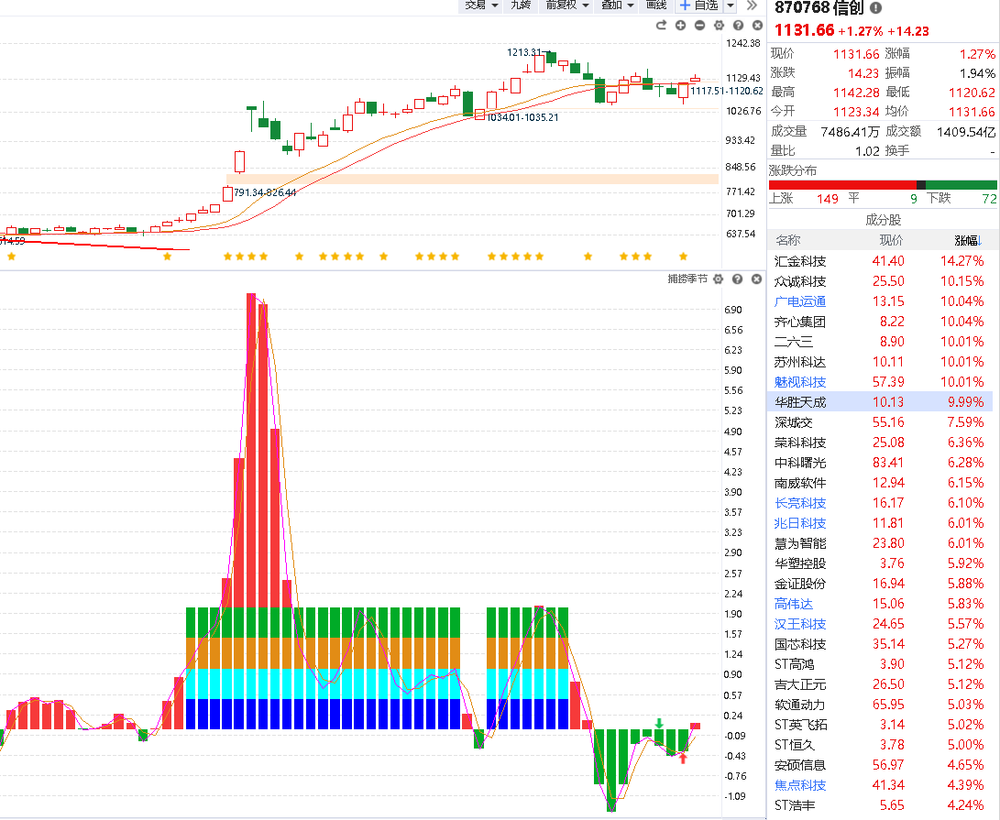 交易 九转 前复权 叠加 画线 自选
1242.38
1213.31
1129.43
1117.51-1120.62
1026.76
1034.01-1035.21
933.42
848.56
771.42
791.34-826.44
701.29
637.54
614.59
捕捞季节
6.90
6.56
6.23
5.90
5.56
5.23
4.90
4.57
4.23
3.90
3.57
3.23
2.90
2.57
2.24
1.90
1.57
1.24
0.90
0.57
0.24
-0.09
-0.43
-0.76
-1.09
870768 信创
1131.66 +1.27% +14.23
现价 1131.66 涨幅 1.27%
涨跌 14.23 振幅 1.94%
最高 1142.28 最低 1120.62
今开 1123.34 均价 1131.66
成交量 7486.41万 成交额 1409.54亿
量比 1.02 换手 -
涨跌分布
上涨 149 平 9 下跌 72
成分股
名称 现价 涨幅↓
汇金科技 41.40 14.27%
众诚科技 25.50 10.15%
广电运通 13.15 10.04%
齐心集团 8.22 10.04%
二六三 8.90 10.01%
苏州科达 10.11 10.01%
魅视科技 57.39 10.01%
华胜天成 10.13 9.99%
深城交 55.16 7.59%
荣科科技 25.08 6.36%
中科曙光 83.41 6.28%
南威软件 12.94 6.15%
长亮科技 16.17 6.10%
兆日科技 11.81 6.01%
慧为智能 23.80 6.01%
华塑控股 3.76 5.92%
金证股份 16.94 5.88%
高伟达 15.06 5.83%
汉王科技 24.65 5.57%
国芯科技 35.14 5.27%
ST高鸿 3.90 5.12%
吉大正元 26.50 5.12%
软通动力 65.95 5.03%
ST英飞拓 3.14 5.02%
ST恒久 3.78 5.00%
安硕信息 56.97 4.65%
焦点科技 41.34 4.39%
ST浩丰 5.65 4.24%